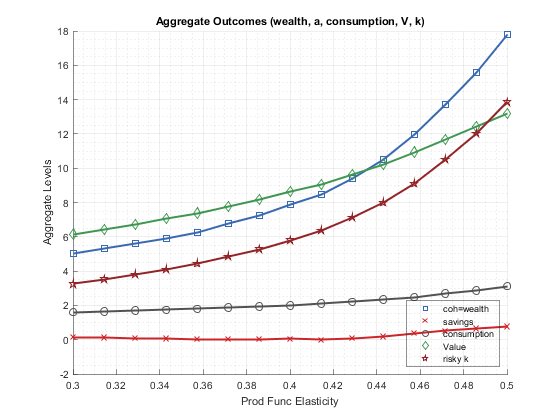 Aggregate Outcomes (wealth, a, consumption, V, k)
18
16
14
12
10
8
6
4
2
0
-2
Aggregate Levels
0.3 0.32 0.34 0.36 0.38 0.4 0.42 0.44 0.46 0.48 0.5
Prod Func Elasticity
coh=wealth
savings
consumption
Value
risky k